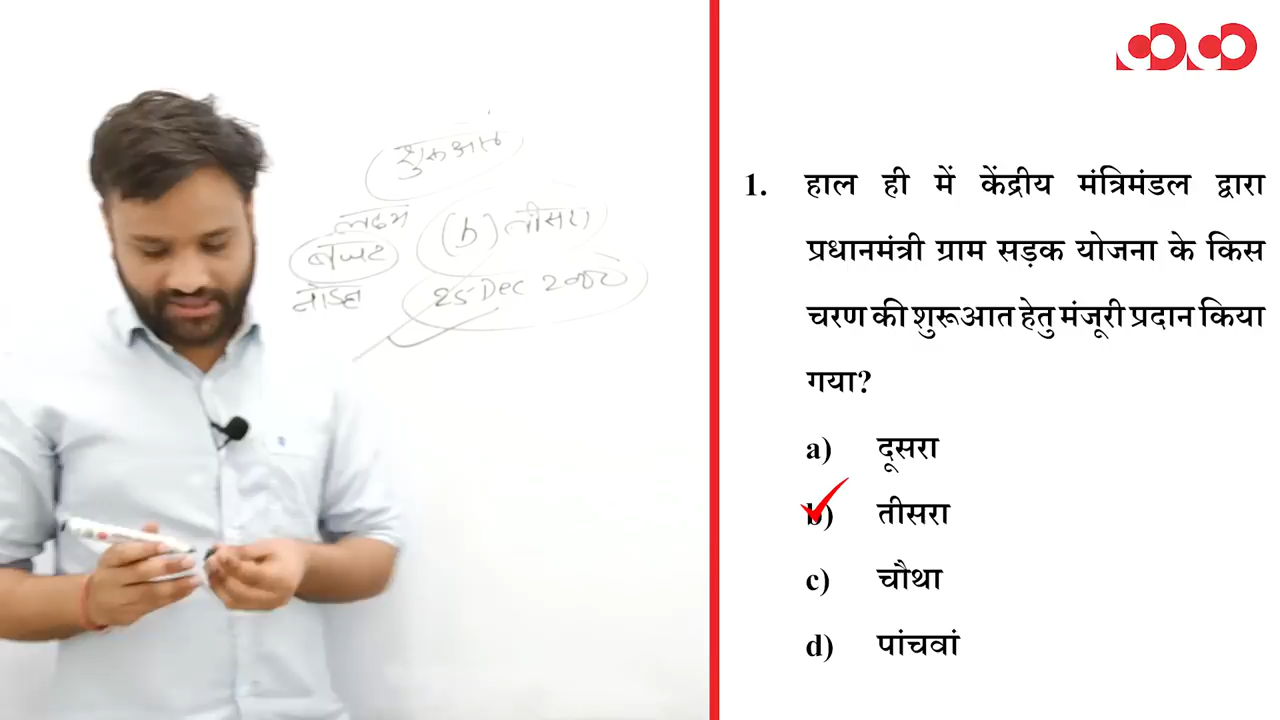 शुरूआत
लक्ष्य
(b) तीसरा
बजट
25 Dec 2000
1. हाल ही में केंद्रीय मंत्रिमंडल द्वारा
प्रधानमंत्री ग्राम सड़क योजना के किस
चरण की शुरूआत हेतु मंजूरी प्रदान किया
गया?
a) दूसरा
b) तीसरा
c) चौथा
d) पांचवां